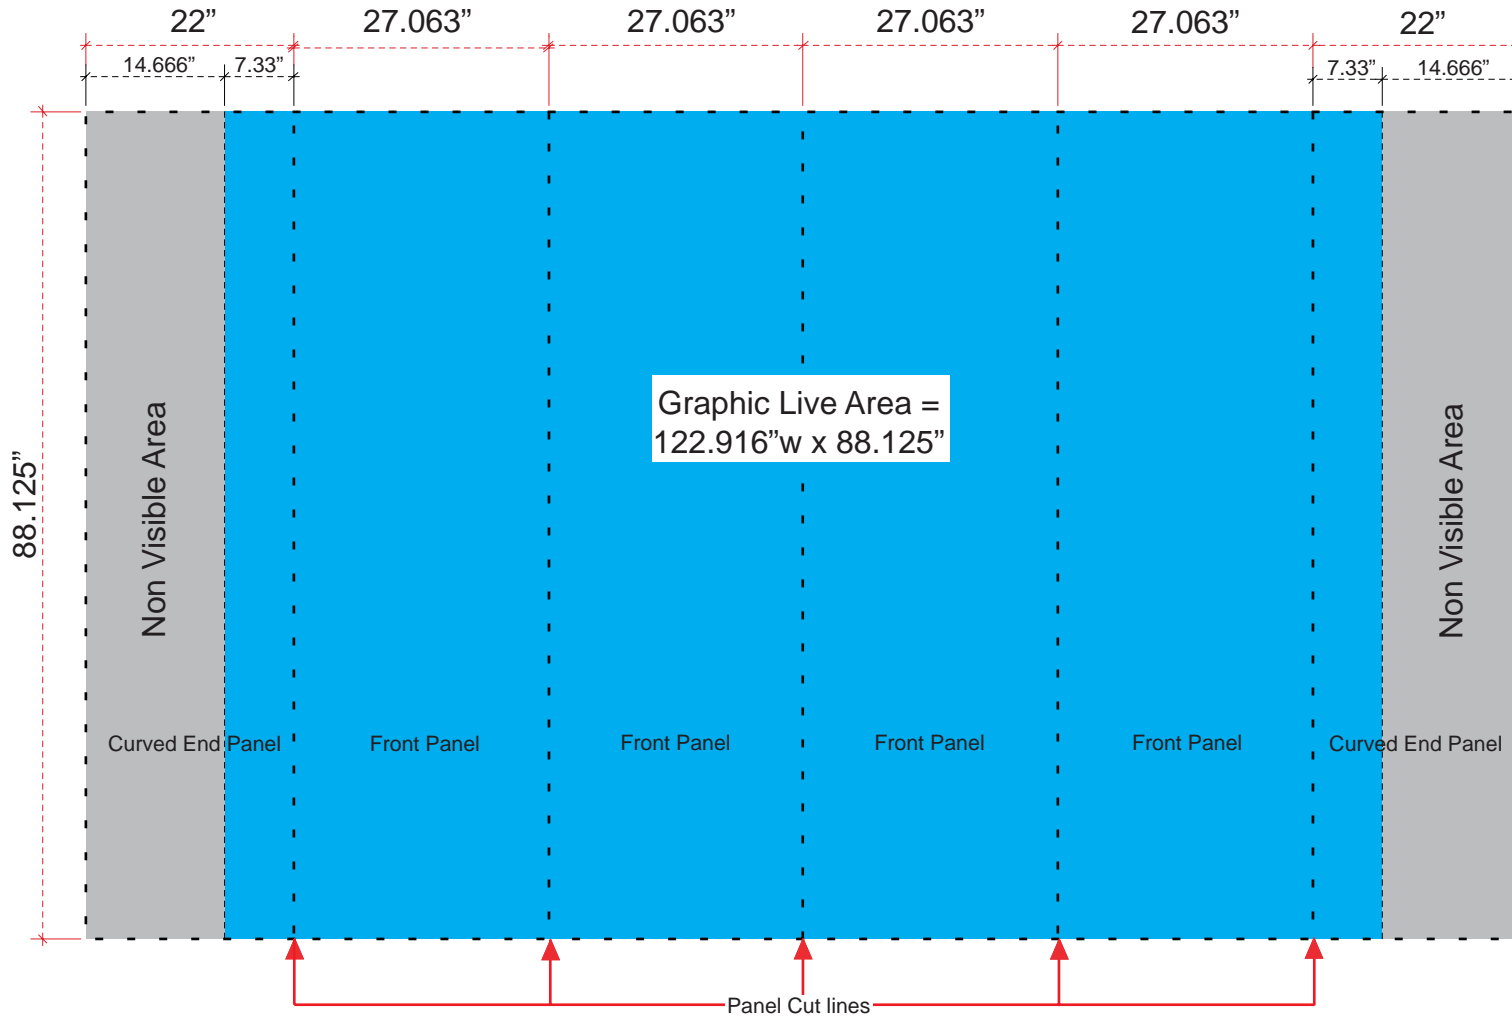 22”
27.063”
27.063”
27.063”
27.063”
22”
14.666”
7.33”
7.33”
14.666”
88.125”
Non Visible Area
Graphic Live Area =
122.916”w x 88.125”
Non Visible Area
Curved End Panel
Front Panel
Front Panel
Front Panel
Front Panel
Curved End Panel
Panel Cut lines